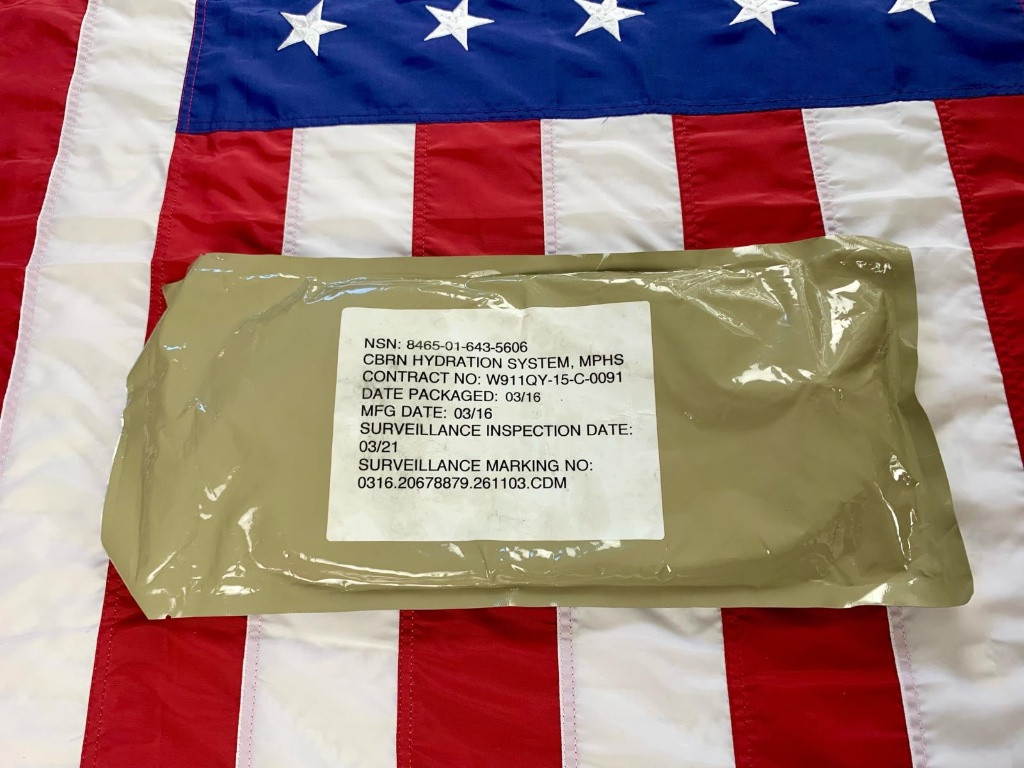 NSN: 8465-01-643-5606
CBRN HYDRATION SYSTEM, MPHS
CONTRACT NO: W911QY-15-C-0091
DATE PACKAGED: 03/16
MFG DATE: 03/16
SURVEILLANCE INSPECTION DATE:
03/21
SURVEILLANCE MARKING NO:
0316.20678879.261103.CDM